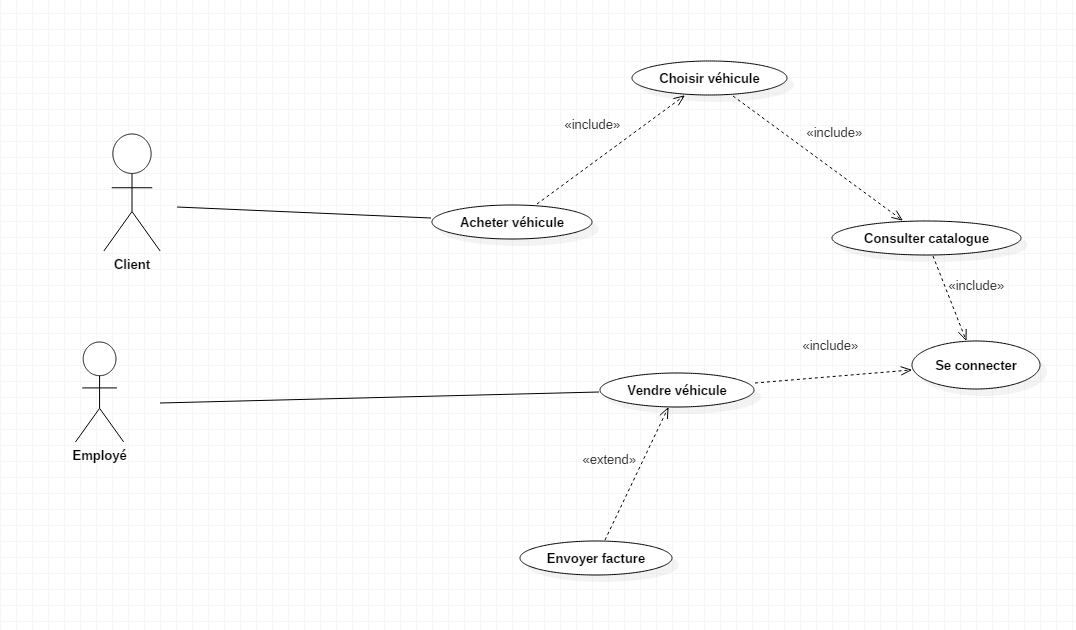 Choisir véhicule
«include»
«include»
Acheter véhicule
Client
Consulter catalogue
«include»
Se connecter
«include»
Vendre véhicule
Employé
«extend»
Envoyer facture